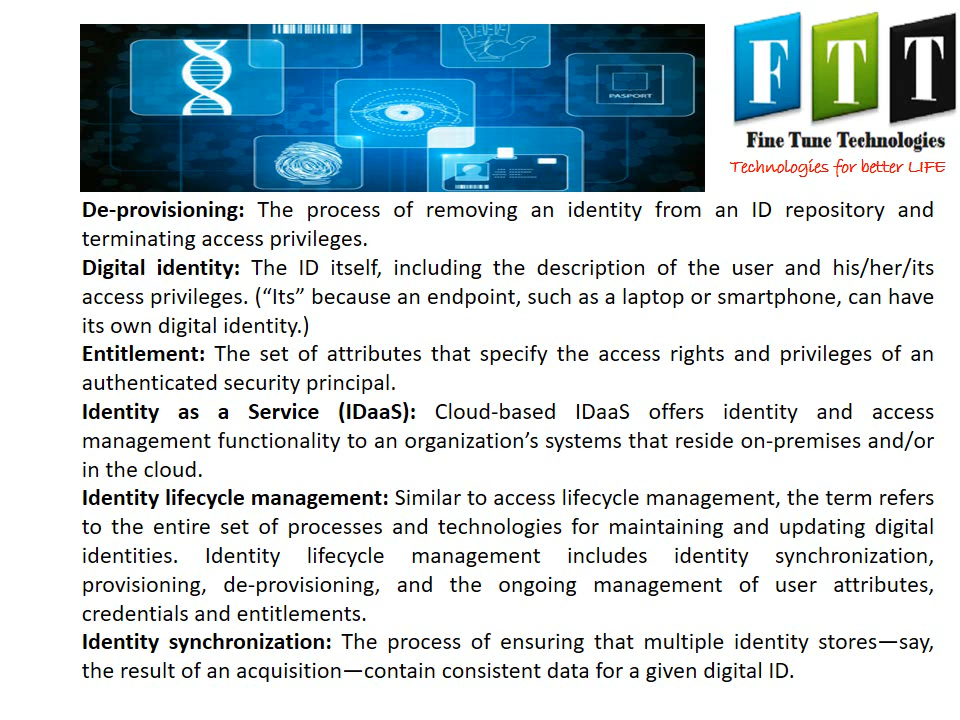 PASSPORT
FTT
Fine Tune Technologies
Technologies for better LIFE
De-provisioning: The process of removing an identity from an ID repository and
terminating access privileges.
Digital identity: The ID itself, including the description of the user and his/her/its
access privileges. (“Its” because an endpoint, such as a laptop or smartphone, can have
its own digital identity.)
Entitlement: The set of attributes that specify the access rights and privileges of an
authenticated security principal.
Identity as a Service (IDaaS): Cloud-based IDaaS offers identity and access
management functionality to an organization’s systems that reside on-premises and/or
in the cloud.
Identity lifecycle management: Similar to access lifecycle management, the term refers
to the entire set of processes and technologies for maintaining and updating digital
identities. Identity lifecycle management includes identity synchronization,
provisioning, de-provisioning, and the ongoing management of user attributes,
credentials and entitlements.
Identity synchronization: The process of ensuring that multiple identity stores—say,
the result of an acquisition—contain consistent data for a given digital ID.